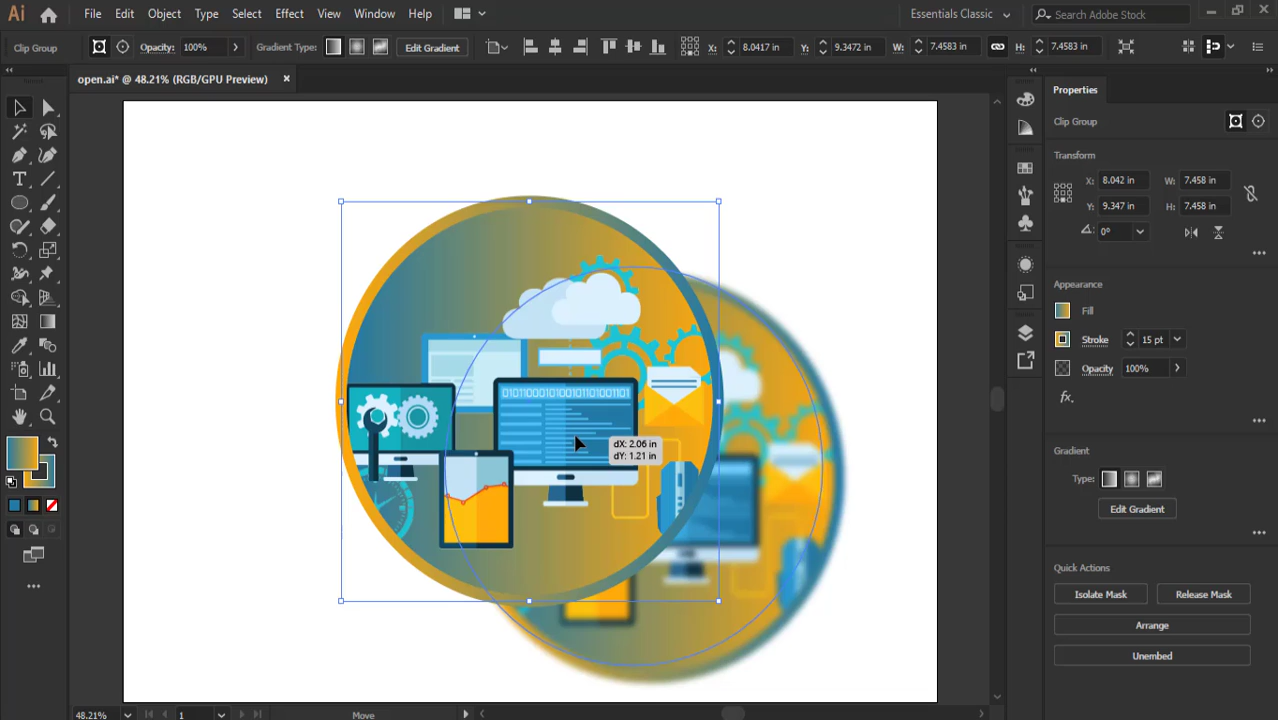 Ai File Edit Object Type Select Effect View Window Help Essentials Classic Search Adobe Stock
Clip Group Opacity: 100% Gradient Type: Edit Gradient X: 8.0417 in Y: 9.3472 in W: 7.4583 in H: 7.4583 in
open.ai* @ 48.21% (RGB/GPU Preview) ×
Properties
Clip Group
Transform
X: 8.042 in W: 7.458 in
Y: 9.347 in H: 7.458 in
0°
Appearance
Fill
Stroke 15 pt
Opacity 100%
fx.
Gradient
Type:
Edit Gradient
Quick Actions
Isolate Mask Release Mask
Arrange
Unembed
dX: 2.06 in
dY: 1.21 in
48.21% 1 Move